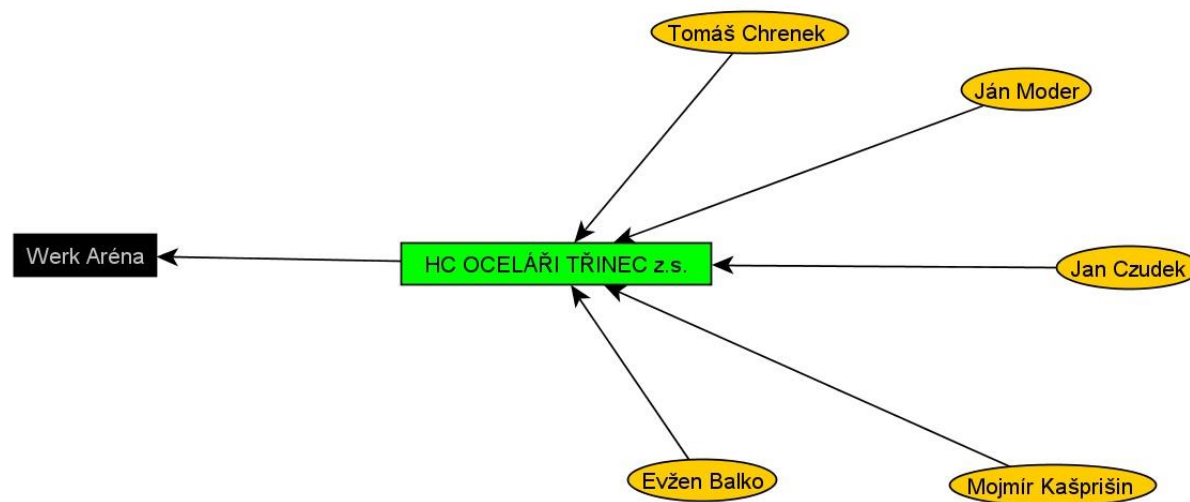 Tomáš Chrenek
Ján Moder
Werk Aréna
HC OCELÁŘI TŘINEC z.s.
Jan Czudek
Evžen Balko
Mojmír Kašprišin